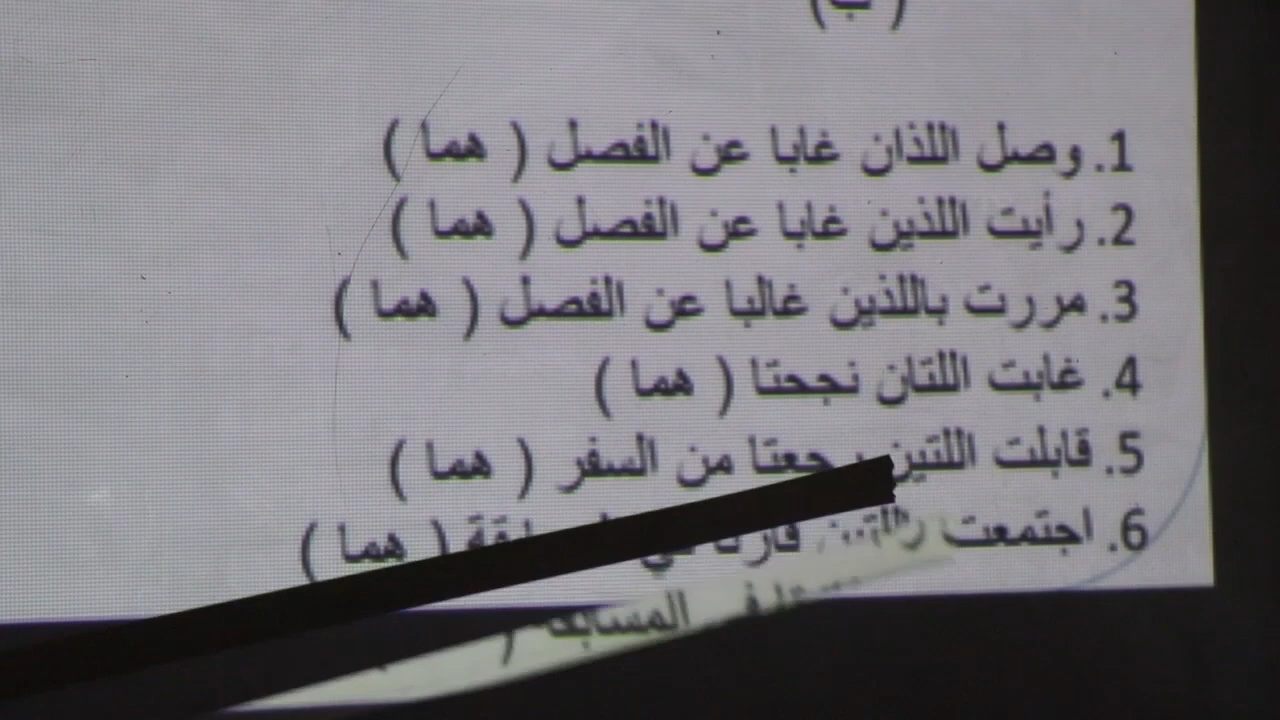 (ب)
1. وصل اللذان غابا عن الفصل ( هما )
2. رأيت اللذين غابا عن الفصل ( هما )
3. مررت باللذين غالبا عن الفصل ( هما )
4. غابت اللتان نجحتا ( هما )
5. قابلت اللتين رجعتا من السفر ( هما )
6. اجتمعت ( هما )
المسابقة